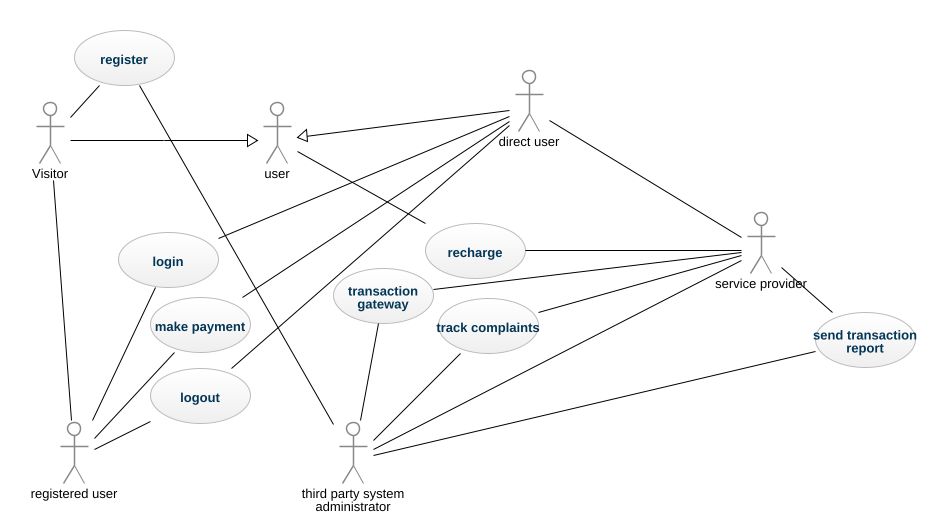 register
Visitor
user
direct user
login
recharge
transaction
gateway
service provider
make payment
track complaints
send transaction
report
logout
registered user
third party system
administrator